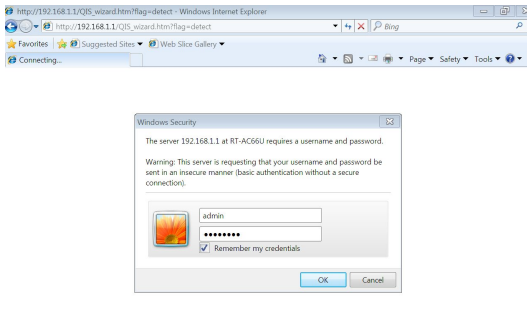 http://192.168.1.1/QIS_wizard.htm?flag=detect - Windows Internet Explorer
http://192.168.1.1/QIS_wizard.htm?flag=detect
Bing
Favorites Suggested Sites Web Slice Gallery
Connecting... Page Safety Tools
Windows Security
The server 192.168.1.1 at RT-AC66U requires a username and password.
Warning: This server is requesting that your username and password be
sent in an insecure manner (basic authentication without a secure
connection).
admin
••••••••
Remember my credentials
OK Cancel